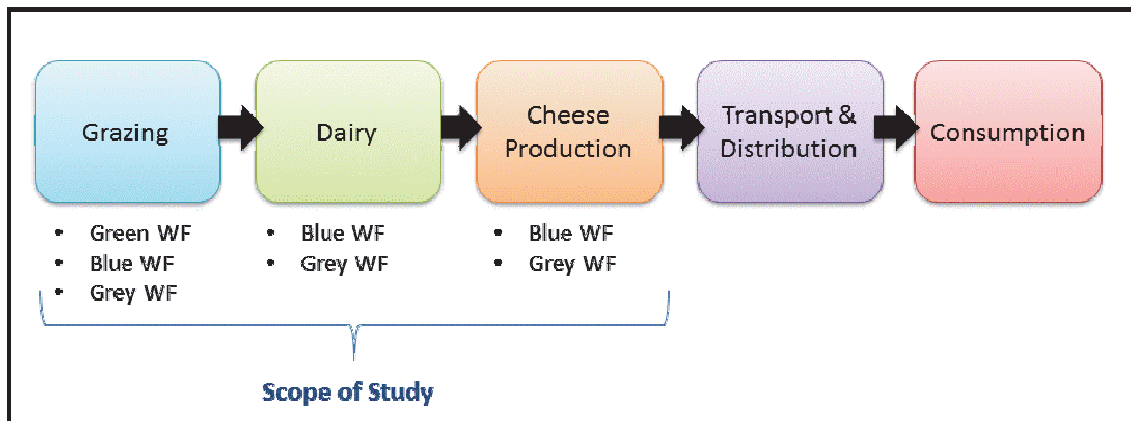 Grazing
Dairy
Cheese
Production
Transport &
Distribution
Consumption
• Green WF
• Blue WF
• Grey WF
• Blue WF
• Grey WF
• Blue WF
• Grey WF
Scope of Study